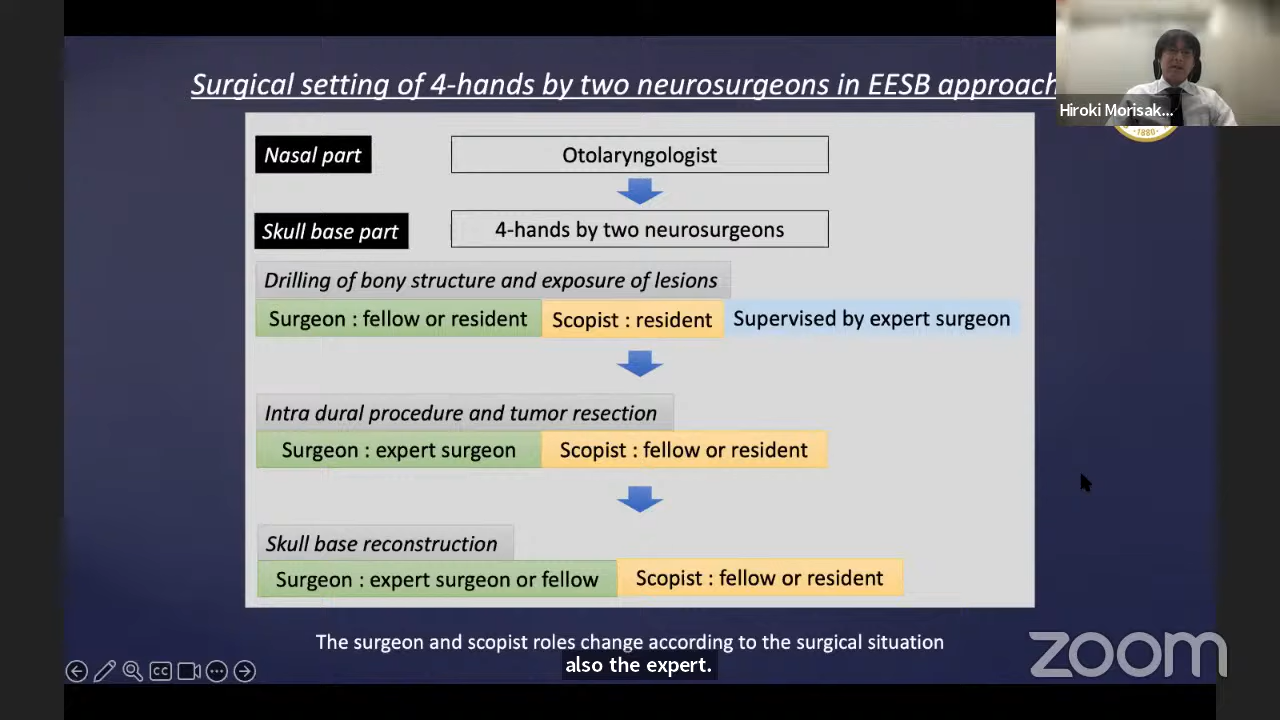 Surgical setting of 4-hands by two neurosurgeons in EESB approach
Hiroki Morisak...
1880
Nasal part
Otolaryngologist
Skull base part
4-hands by two neurosurgeons
Drilling of bony structure and exposure of lesions
Surgeon : fellow or resident
Scopist : resident
Supervised by expert surgeon
Intra dural procedure and tumor resection
Surgeon : expert surgeon
Scopist : fellow or resident
Skull base reconstruction
Surgeon : expert surgeon or fellow
Scopist : fellow or resident
The surgeon and scopist roles change according to the surgical situation
also the expert.
CC
zoom